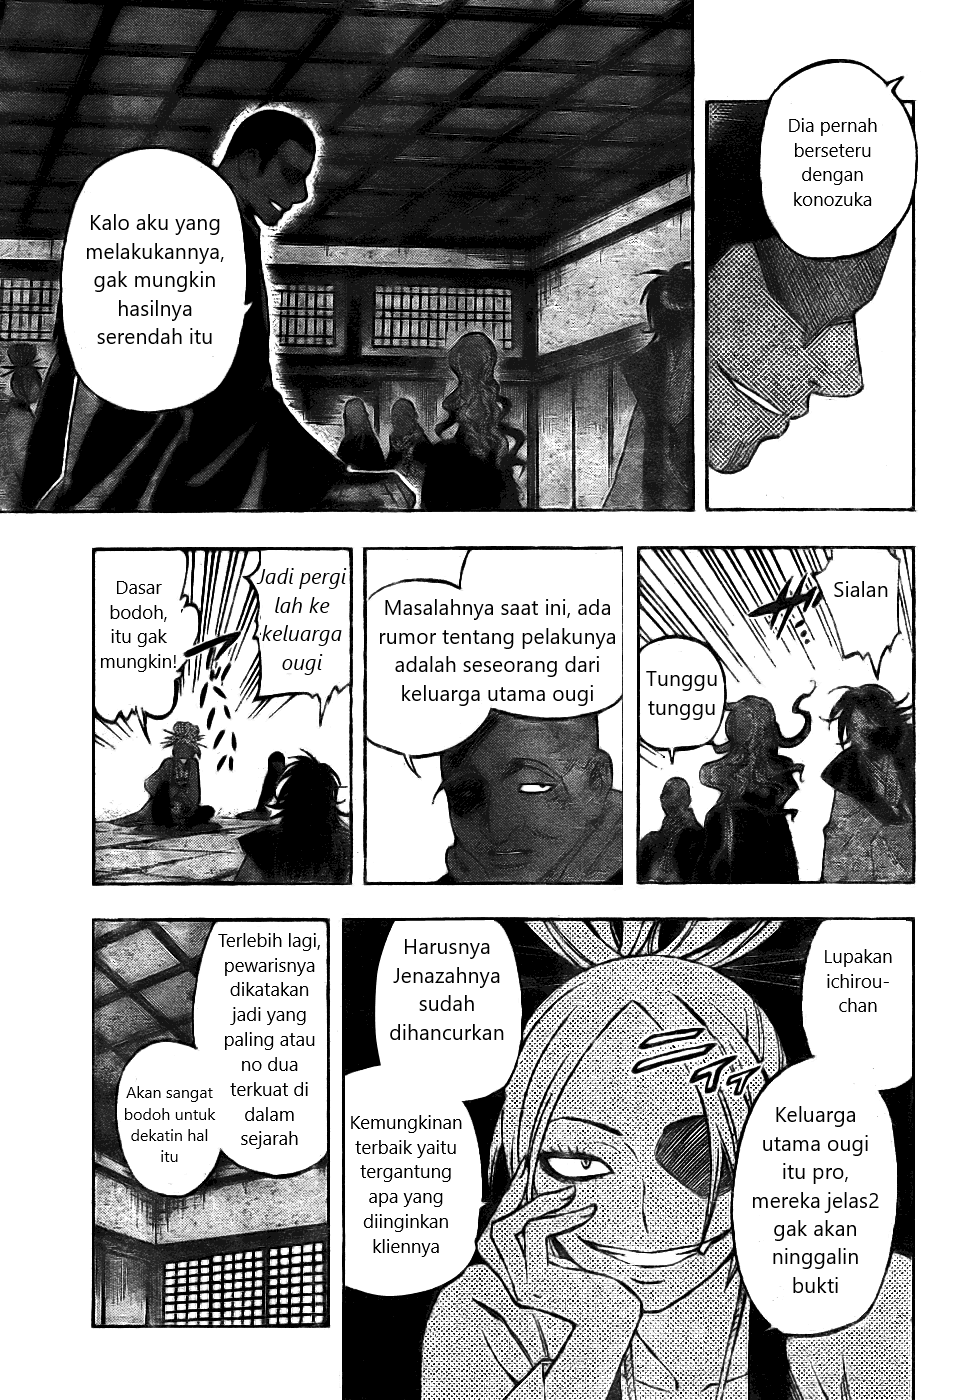 Dia pernah
berseteru
dengan
konozuka
Kalo aku yang
melakukannya,
gak mungkin
hasilnya
serendah itu
Sialan
Tunggu
tunggu
Masalahnya saat ini, ada
rumor tentang pelakunya
adalah seseorang dari
keluarga utama ougi
Jadi pergi
lah ke
keluarga
ougi
Dasar
bodoh,
itu gak
mungkin!
Lupakan
ichirou-
chan
Keluarga
utama ougi
itu pro,
mereka jelas2
gak akan
ninggalin
bukti
Harusnya
Jenazahnya
sudah
dihancurkan
Kemungkinan
terbaik yaitu
tergantung
apa yang
diinginkan
kliennya
Terlebih lagi,
pewarisnya
dikatakan
jadi yang
paling atau
no dua
terkuat di
dalam
sejarah
Akan sangat
bodoh untuk
dekatin hal
itu